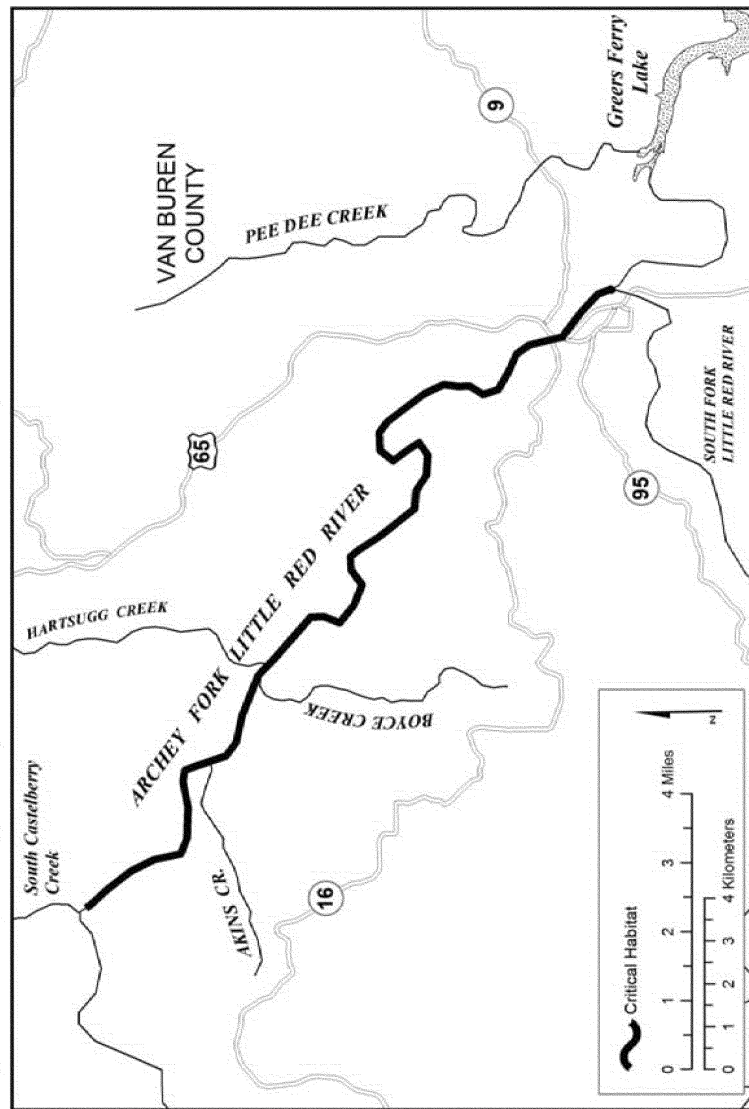 South Castelberry
Creek
HARTSUGG CREEK
65
VAN BUREN
COUNTY
PEE DEE CREEK
9
Greers Ferry
Lake
ARCHEY FORK LITTLE RED RIVER
AKINS CR.
BOYCE CREEK
16
95
SOUTH FORK
LITTLE RED RIVER
Critical Habitat
0 1 2 3 4 Miles
0 1 2 3 4 Kilometers
N